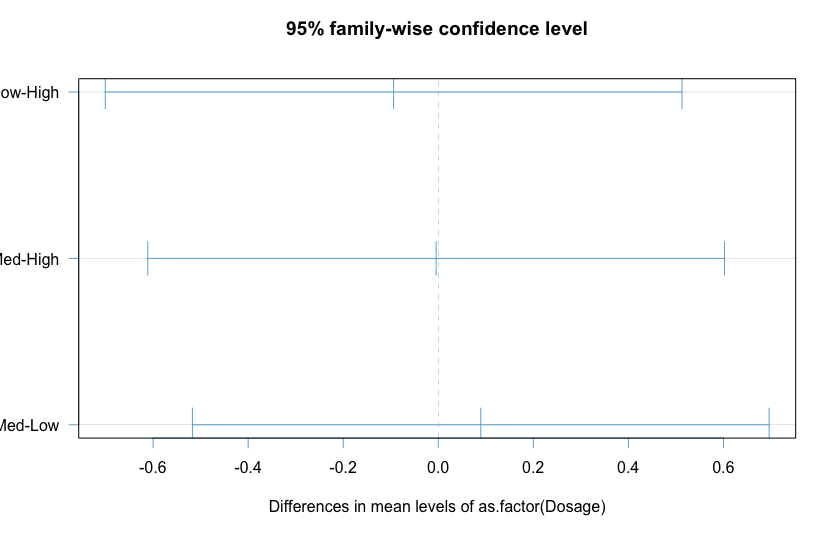 95% family-wise confidence level
ow-High
Med-High
Med-Low
-0.6 -0.4 -0.2 0.0 0.2 0.4 0.6
Differences in mean levels of as.factor(Dosage)